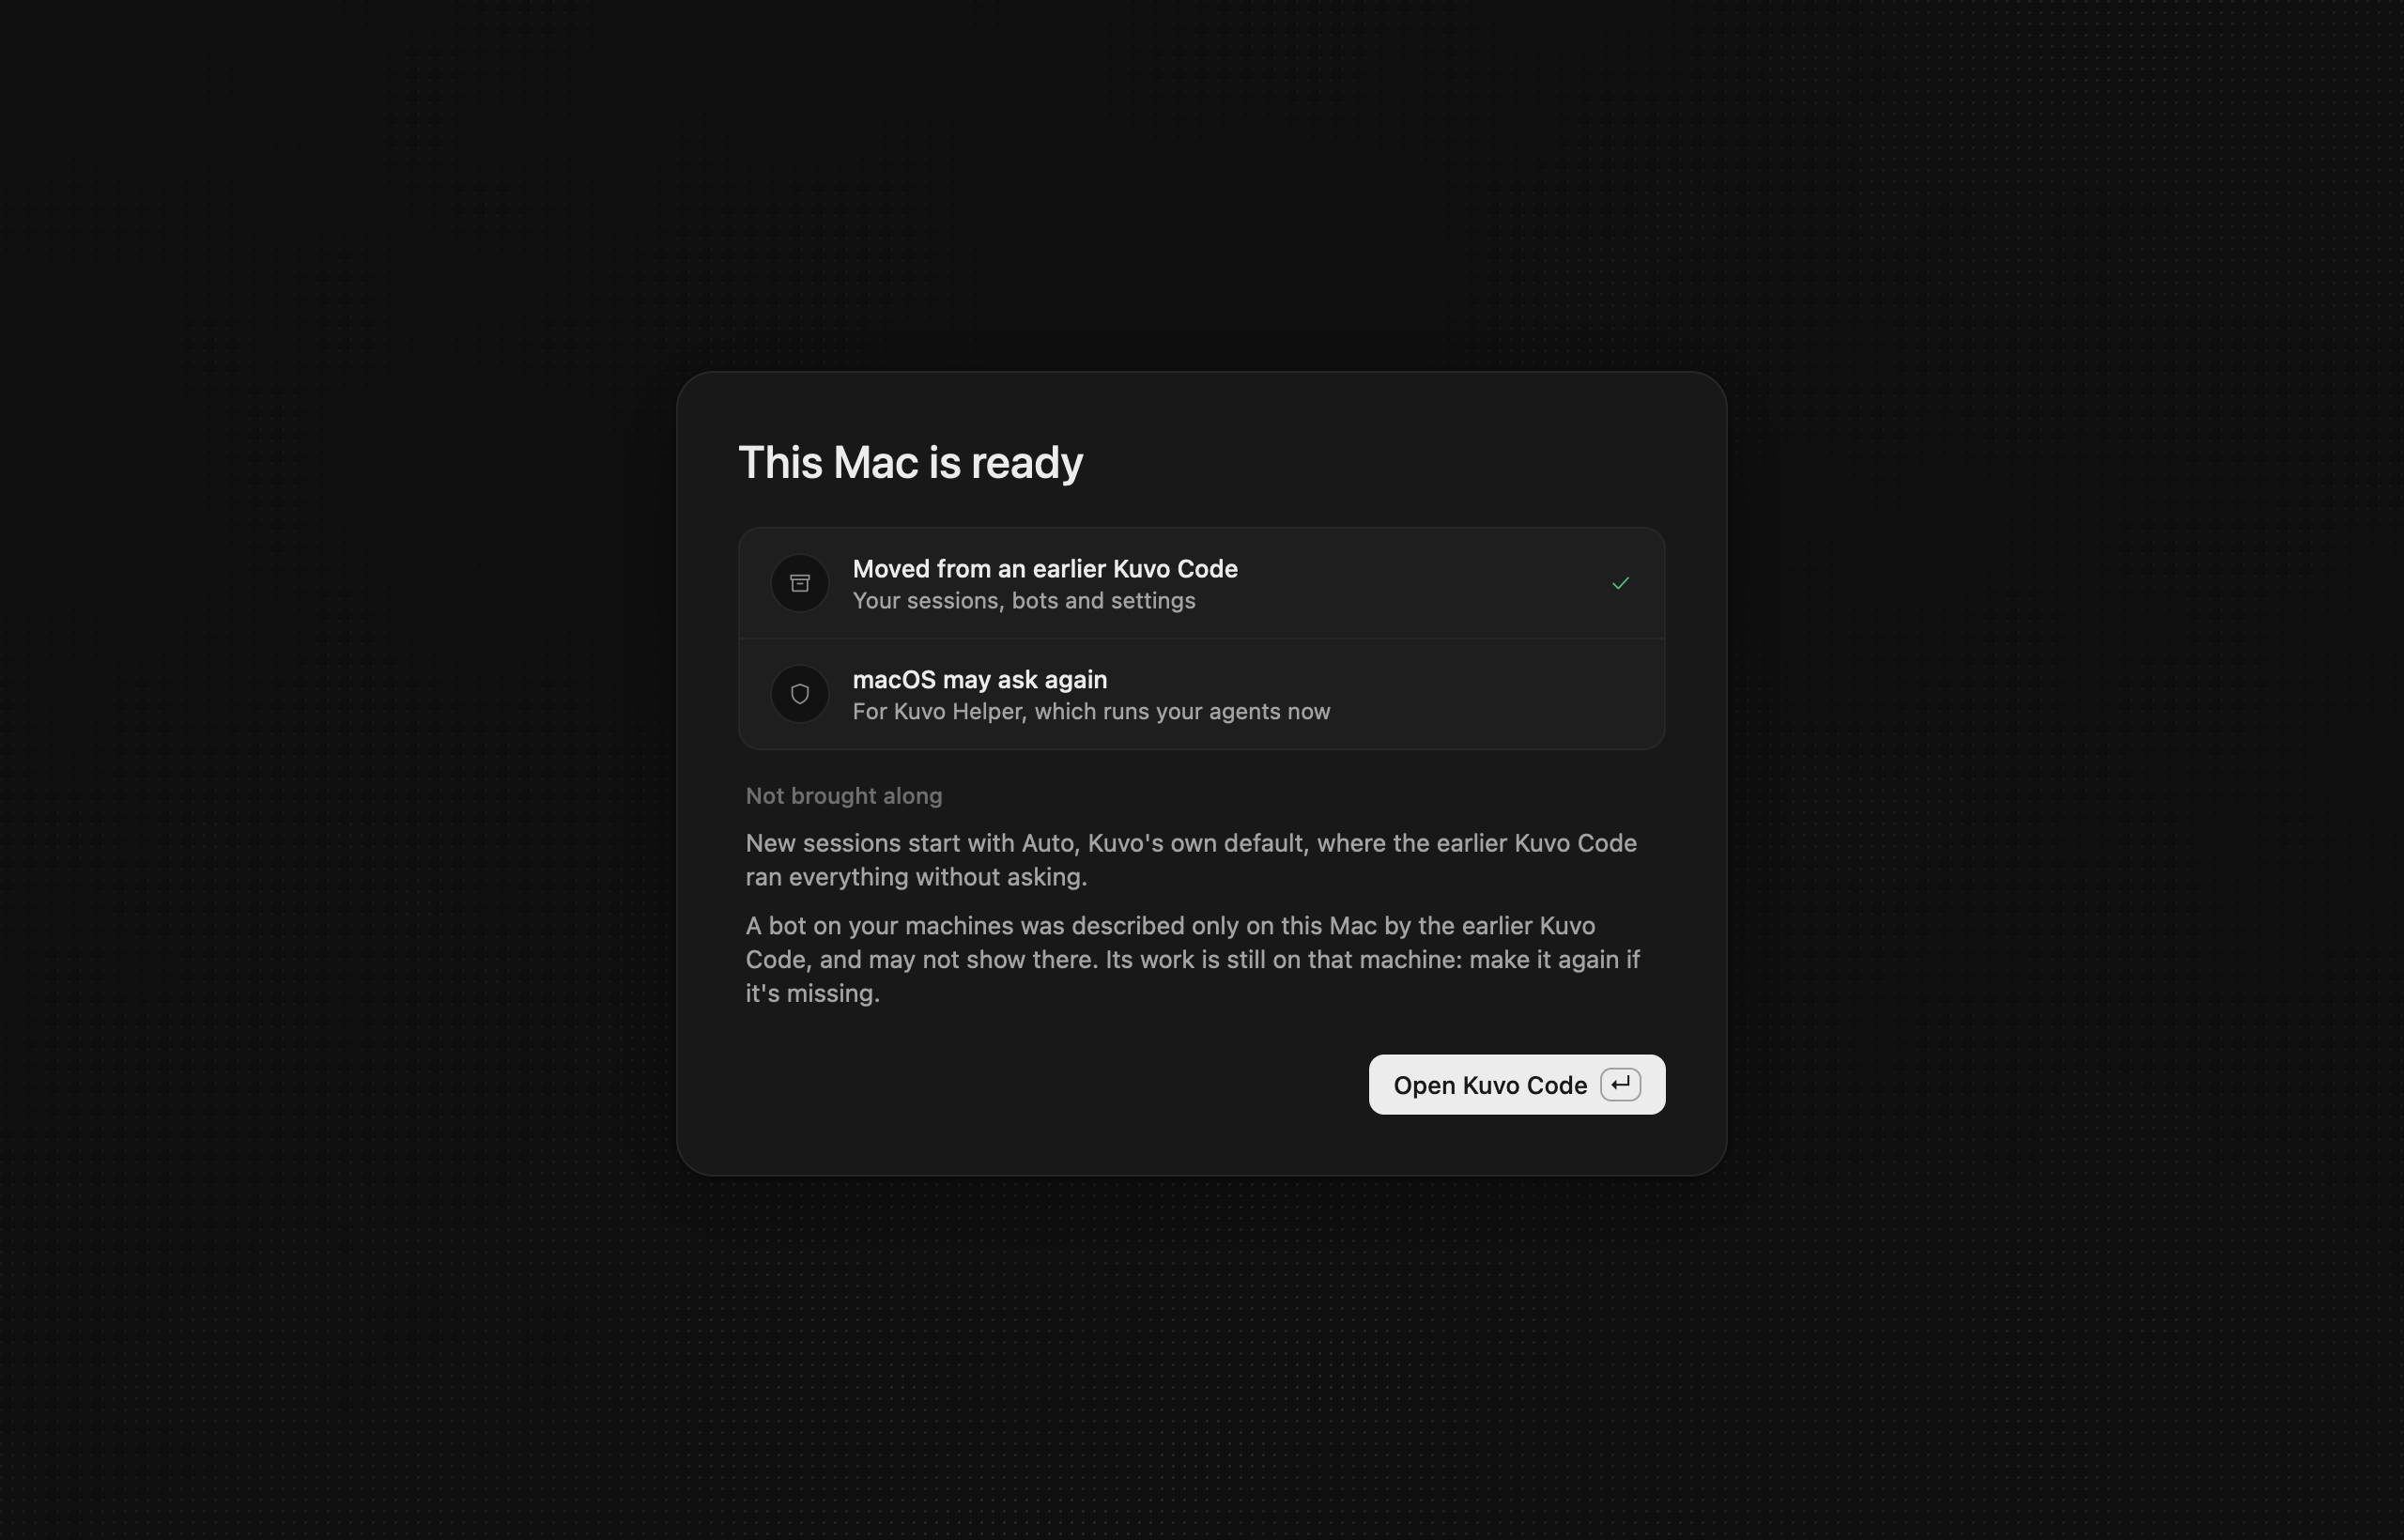 This Mac is ready
Moved from an earlier Kuvo Code
Your sessions, bots and settings
macOS may ask again
For Kuvo Helper, which runs your agents now
Not brought along
New sessions start with Auto, Kuvo's own default, where the earlier Kuvo Code
ran everything without asking.
A bot on your machines was described only on this Mac by the earlier Kuvo
Code, and may not show there. Its work is still on that machine: make it again if
it's missing.
Open Kuvo Code